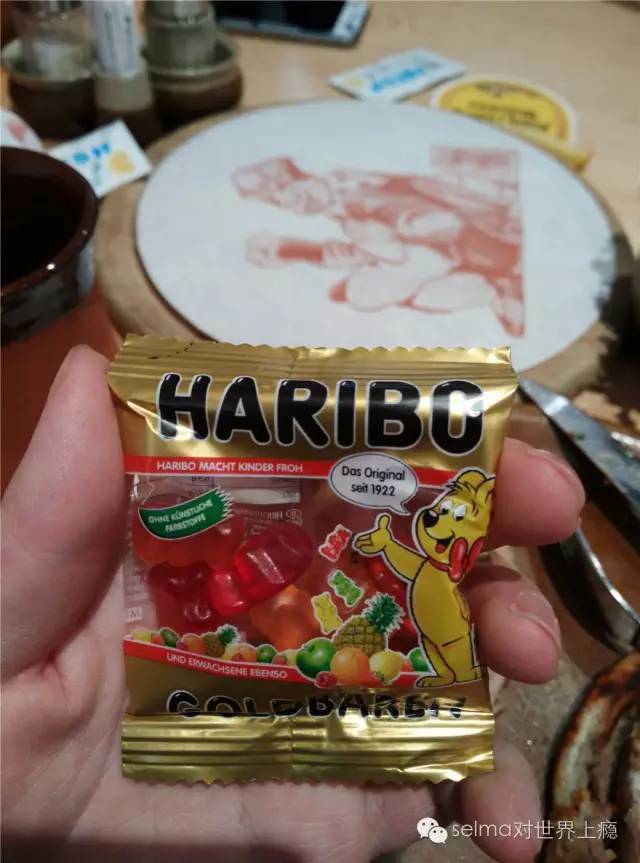 HARIBO
HARIBO MACHT KINDER FROH
Das Original
seit 1922
OHNE KÜNSTLICHE
FARBSTOFFE
UND ERWACHSENE EBENSO
GOLDBÄREN
selma对世界上瘾